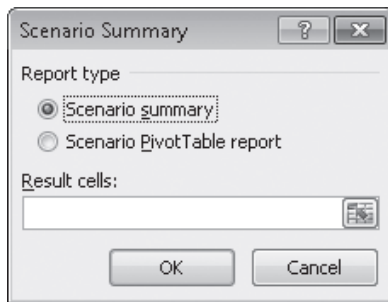 Scenario Summary
Report type
Scenario summary
Scenario PivotTable report
Result cells:
OK
Cancel